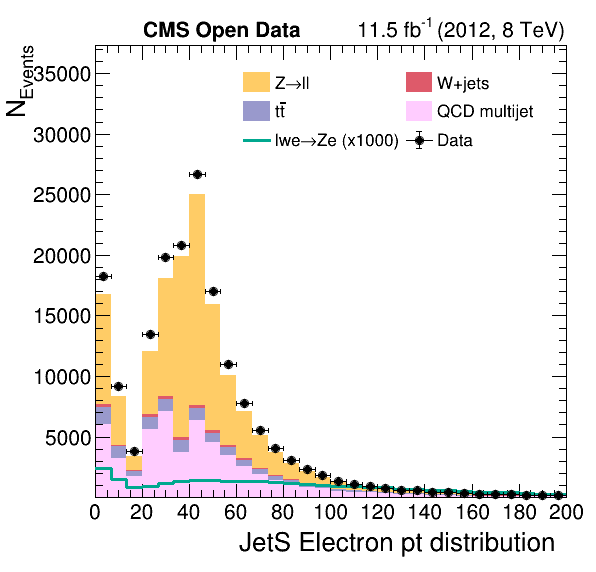 CMS Open Data 11.5 fb⁻¹ (2012, 8 TeV)
N_Events
Z→ll W+jets
tt̄ QCD multijet
lwe→Ze (x1000) Data
35000
30000
25000
20000
15000
10000
5000
0 20 40 60 80 100 120 140 160 180 200
JetS Electron pt distribution